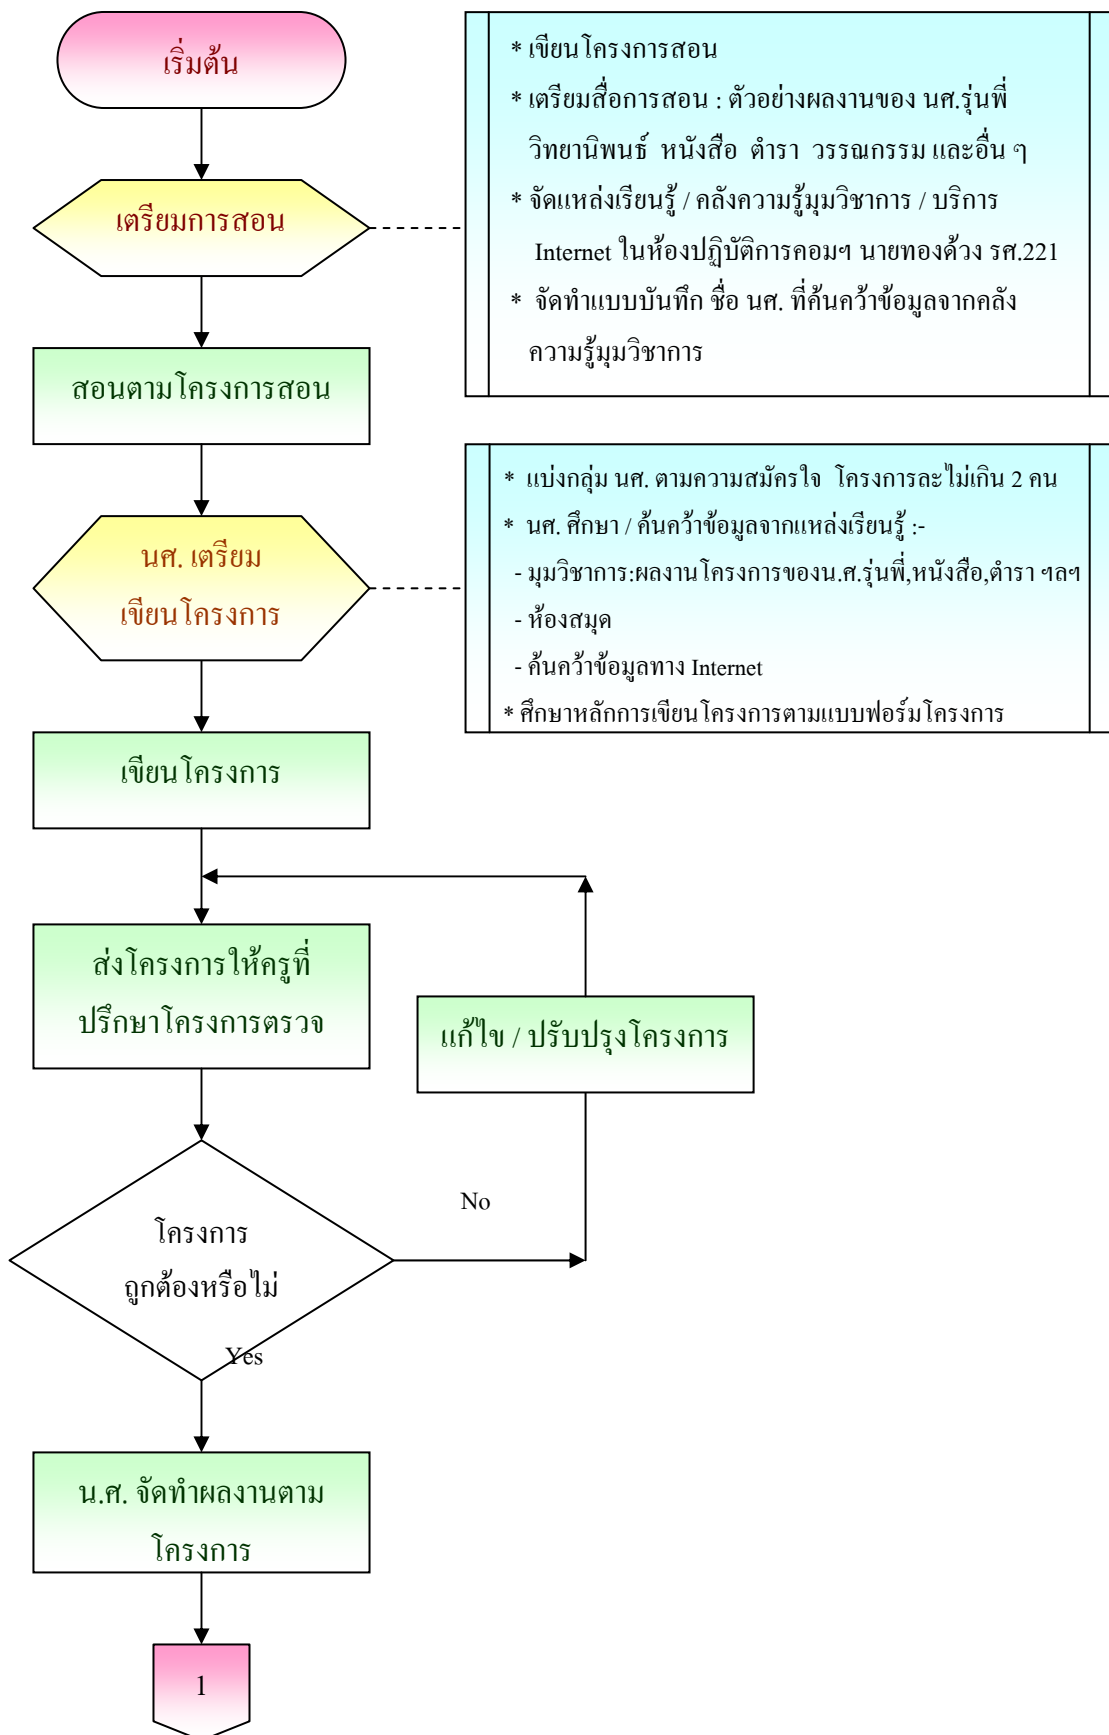 เริ่มต้น
* เขียนโครงการสอน
* เตรียมสื่อการสอน : ตัวอย่างผลงานของ นศ.รุ่นพี่
วิทยานิพนธ์ หนังสือ ตำรา วรรณกรรม และอื่น ๆ
* จัดแหล่งเรียนรู้ / คลังความรู้มุมวิชาการ / บริการ
Internet ในห้องปฏิบัติการคอมฯ นายทองด้วง รศ.221
* จัดทำแบบบันทึก ชื่อ นศ. ที่ค้นคว้าข้อมูลจากคลัง
ความรู้มุมวิชาการ
เตรียมการสอน
สอนตามโครงการสอน
* แบ่งกลุ่ม นศ. ตามความสมัครใจ โครงการละไม่เกิน 2 คน
* นศ. ศึกษา / ค้นคว้าข้อมูลจากแหล่งเรียนรู้ :-
- มุมวิชาการ:ผลงานโครงการของน.ศ.รุ่นพี่,หนังสือ,ตำรา ฯลฯ
- ห้องสมุด
- ค้นคว้าข้อมูลทาง Internet
* ศึกษาหลักการเขียนโครงการตามแบบฟอร์มโครงการ
นศ. เตรียม
เขียนโครงการ
เขียนโครงการ
ส่งโครงการให้ครูที่
ปรึกษาโครงการตรวจ
แก้ไข / ปรับปรุงโครงการ
No
โครงการ
ถูกต้องหรือไม่
Yes
น.ศ. จัดทำผลงานตาม
โครงการ
1